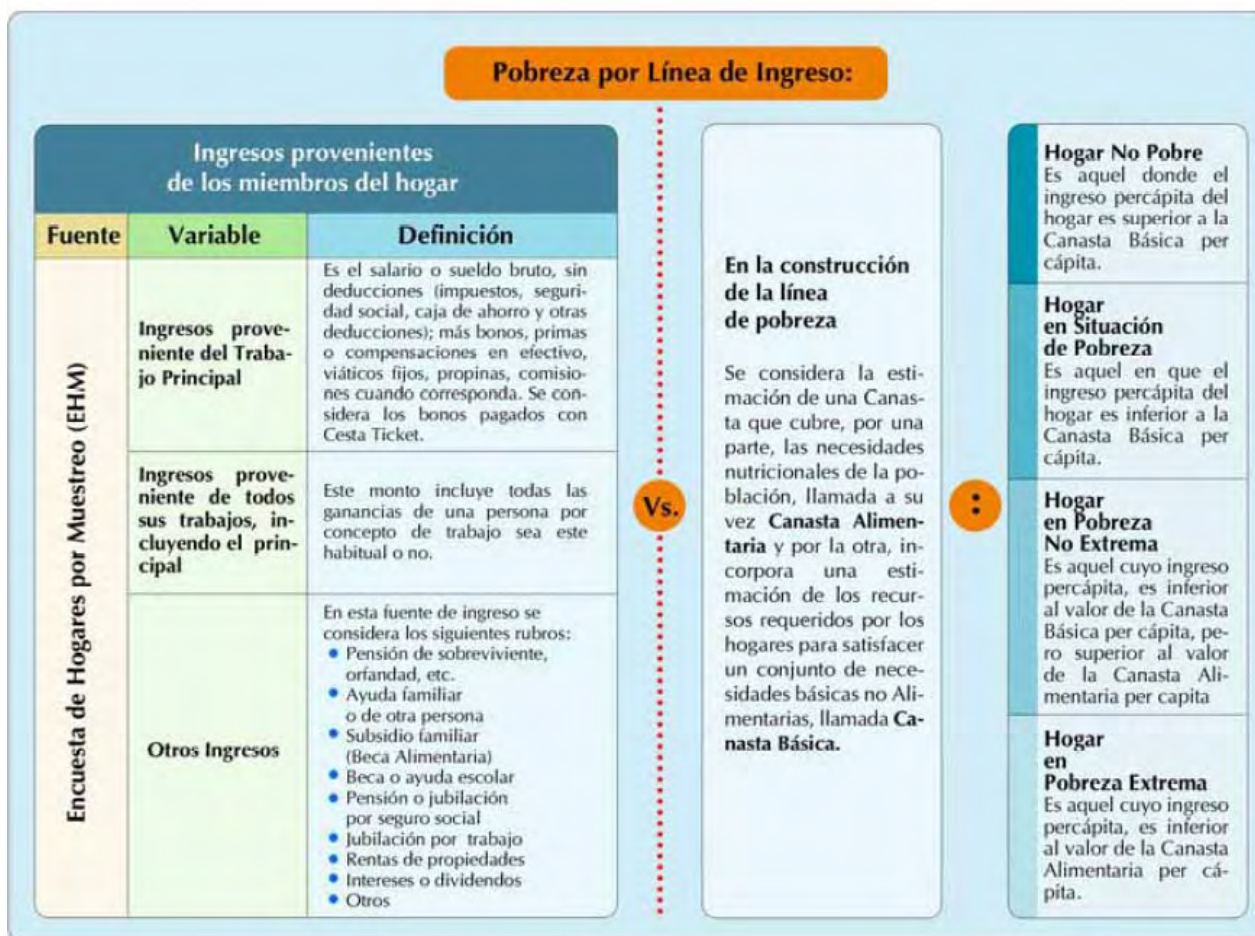 Pobreza por Línea de Ingreso:
Ingresos provenientes
de los miembros del hogar
Fuente
Variable
Definición
Encuesta de Hogares por Muestreo (EHM)
Ingresos prove-
niente del Traba-
jo Principal
Es el salario o sueldo bruto, sin
deducciones (impuestos, seguri-
dad social, caja de ahorro y otras
deducciones); más bonos, primas
o compensaciones en efectivo,
viáticos fijos, propinas, comisio-
nes cuando corresponda. Se con-
sidera los bonos pagados con
Cesta Ticket.
Ingresos prove-
niente de todos
sus trabajos, in-
cluyendo el prin-
cipal
Este monto incluye todas las
ganancias de una persona por
concepto de trabajo sea este
habitual o no.
Otros Ingresos
En esta fuente de ingreso se
considera los siguientes rubros:
• Pensión de sobreviviente,
orfandad, etc.
• Ayuda familiar
o de otra persona
• Subsidio familiar
(Beca Alimentaria)
• Beca o ayuda escolar
• Pensión o jubilación
por seguro social
• Jubilación por trabajo
• Rentas de propiedades
• Intereses o dividendos
• Otros
Vs.
En la construcción
de la línea
de pobreza
Se considera la esti-
mación de una Canas-
ta que cubre, por una
parte, las necesidades
nutricionales de la po-
blación, llamada a su
vez Canasta Alimen-
taria y por la otra, in-
corpora una esti-
mación de los recur-
sos requeridos por los
hogares para satisfacer
un conjunto de nece-
sidades básicas no Ali-
mentarias, llamada Ca-
nasta Básica.
:
Hogar No Pobre
Es aquel donde el
ingreso percápita del
hogar es superior a la
Canasta Básica per
cápita.
Hogar
en Situación
de Pobreza
Es aquel en que el
ingreso percápita del
hogar es inferior a la
Canasta Básica per
cápita.
Hogar
en Pobreza
No Extrema
Es aquel cuyo ingreso
percápita, es inferior
al valor de la Canasta
Básica per cápita, pe-
ro superior al valor
de la Canasta Ali-
mentaria per capita
Hogar
en
Pobreza Extrema
Es aquel cuyo ingreso
percápita, es inferior
al valor de la Canasta
Alimentaria per cá-
pita.